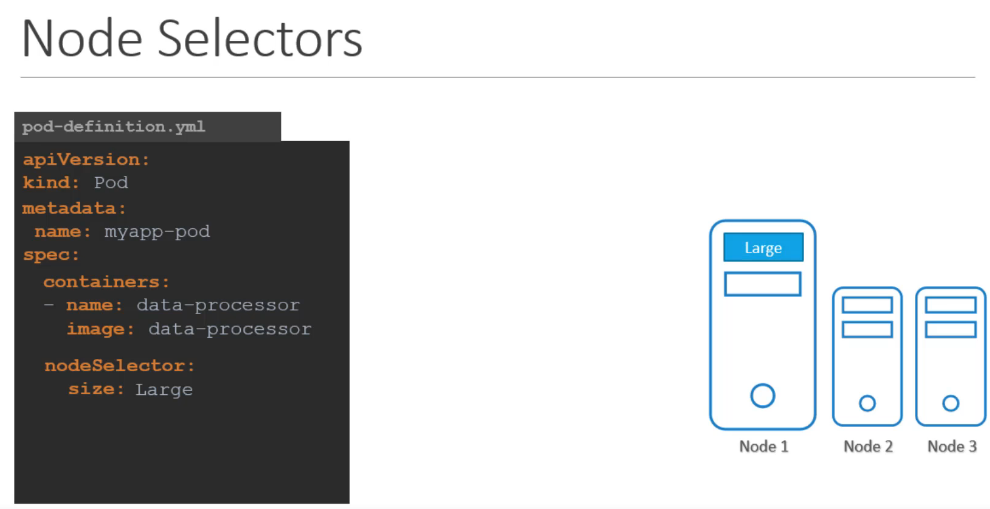 Node Selectors
pod-definition.yml
apiVersion:
kind: Pod
metadata:
 name: myapp-pod
spec:
  containers:
  - name: data-processor
    image: data-processor
  nodeSelector:
    size: Large
Large
Node 1
Node 2
Node 3